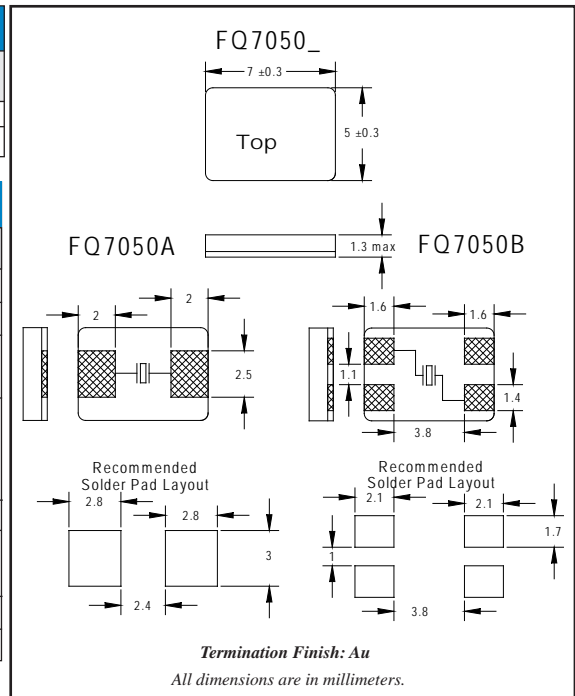 FQ7050_
7 ±0.3
5 ±0.3
Top
1.3 max
FQ7050A
FQ7050B
2
2
2.5
1.6
1.6
1.1
1.4
3.8
Recommended
Solder Pad Layout
2.8
2.8
3
2.4
Recommended
Solder Pad Layout
2.1
2.1
1.7
1
3.8
Termination Finish: Au
All dimensions are in millimeters.